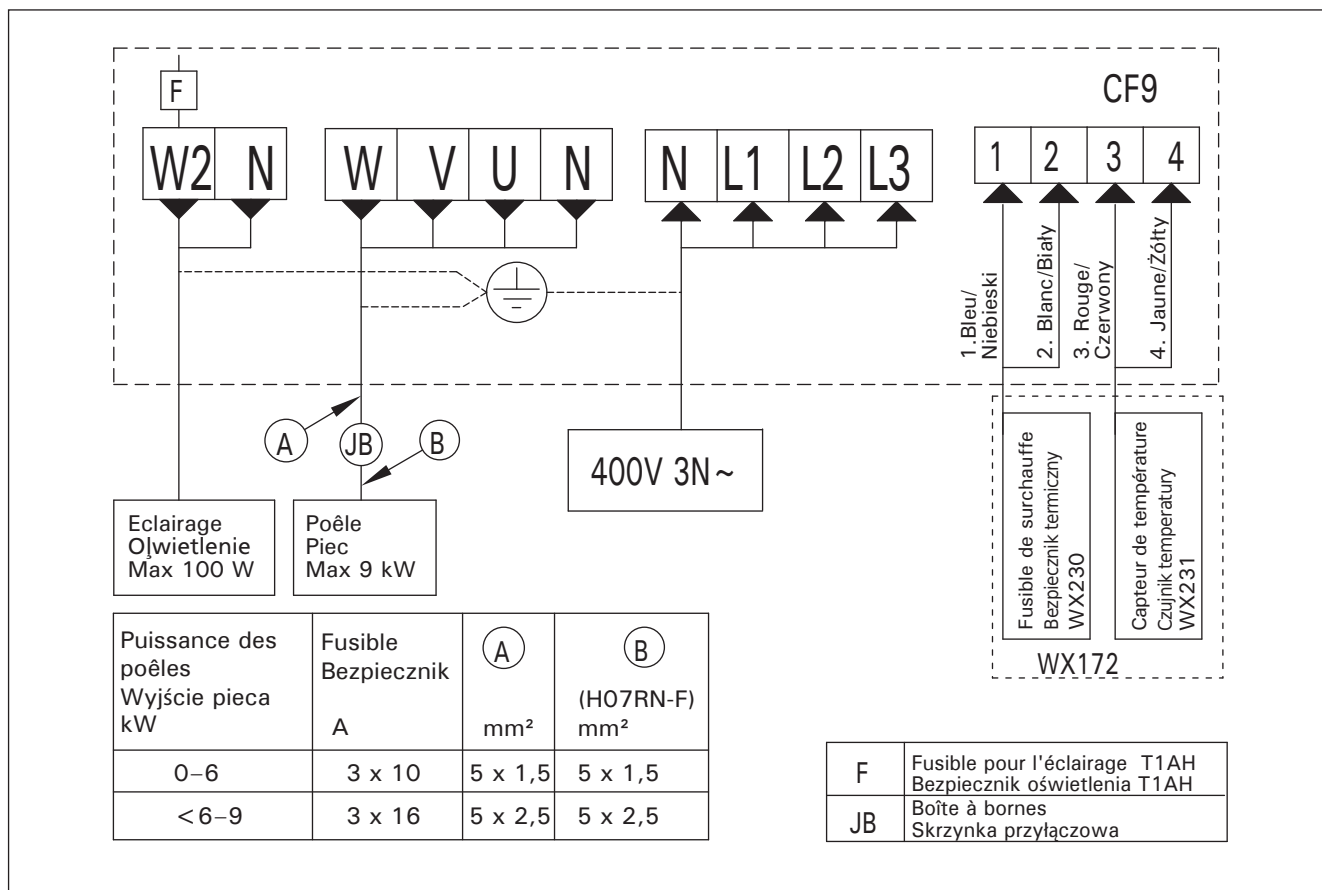 CF9
F
W2 N
W V U N
N L1 L2 L3
1 2 3 4
1.Bleu/
Niebieski
2. Blanc/Biały
3. Rouge/
Czerwony
4. Jaune/Żółty
A
JB
B
400V 3N~
Eclairage
Oļwietlenie
Max 100 W
Poêle
Piec
Max 9 kW
Fusible de surchauffe
Bezpiecznik termiczny
WX230
Capteur de température
Czujnik temperatury
WX231
WX172
Puissance des
poêles
Wyjście pieca
kW
Fusible
Bezpiecznik
A
A
mm²
B
(H07RN-F)
mm²
0–6 3 x 10 5 x 1,5 5 x 1,5
<6–9 3 x 16 5 x 2,5 5 x 2,5
F
Fusible pour l'éclairage T1AH
Bezpiecznik oświetlenia T1AH
JB
Boîte à bornes
Skrzynka przyłączowa